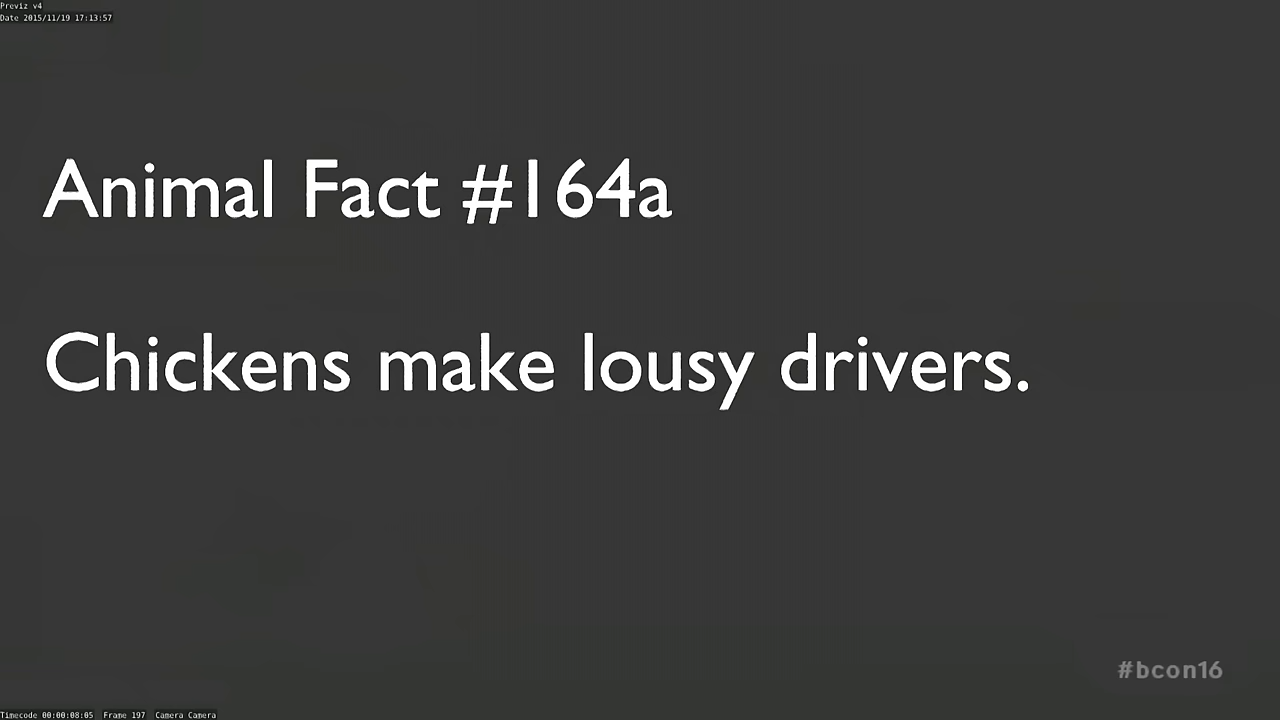 Previz v4
Date 2015/11/19 17:13:57
Animal Fact #164a
Chickens make lousy drivers.
#bcon16
Timecode 00:00:08:05 Frame 197 Camera Camera